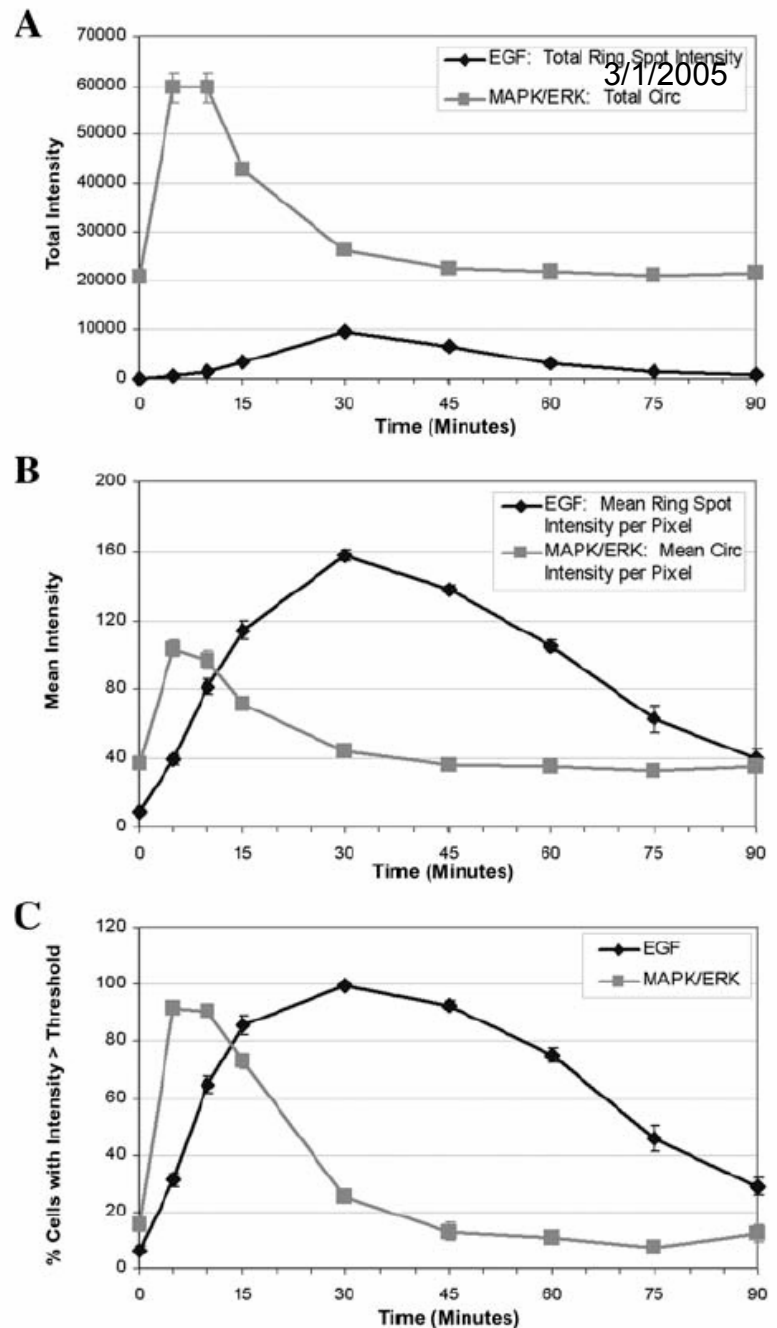 A
70000
60000
50000
40000
30000
20000
10000
0
Total Intensity
EGF: Total Ring Spot Intensity
3/1/2005
MAPK/ERK: Total Circ
0 15 30 45 60 75 90
Time (Minutes)
B
200
160
120
80
40
0
Mean Intensity
EGF: Mean Ring Spot
Intensity per Pixel
MAPK/ERK: Mean Circ
Intensity per Pixel
0 15 30 45 60 75 90
Time (Minutes)
C
120
100
80
60
40
20
0
% Cells with Intensity > Threshold
EGF
MAPK/ERK
0 15 30 45 60 75 90
Time (Minutes)